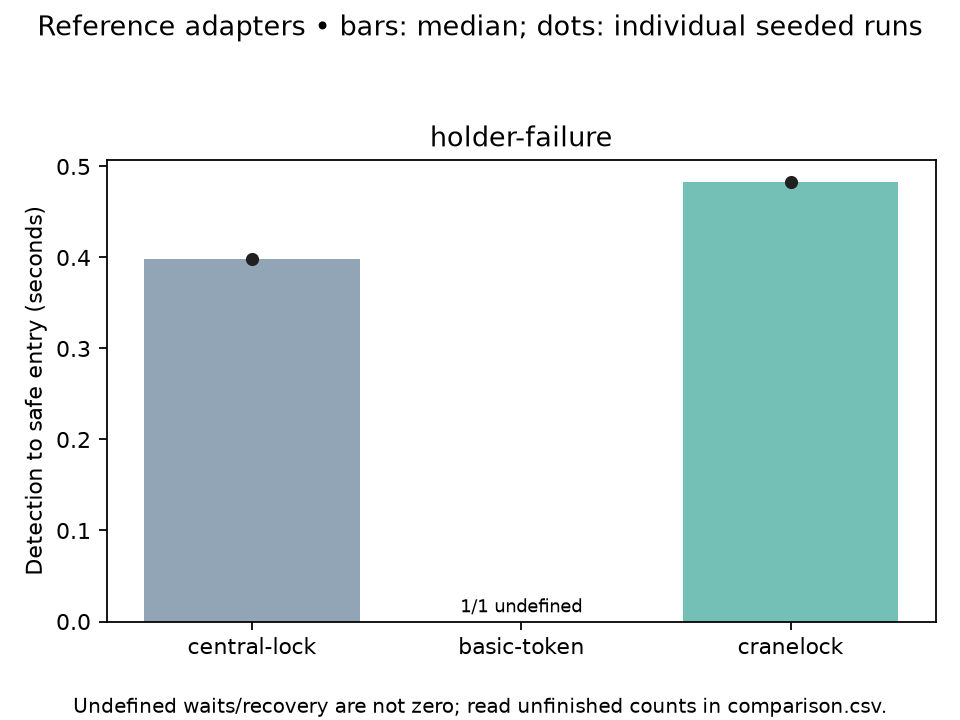 Reference adapters • bars: median; dots: individual seeded runs
holder-failure
Detection to safe entry (seconds)
0.5
0.4
0.3
0.2
0.1
0.0
1/1 undefined
central-lock
basic-token
cranelock
Undefined waits/recovery are not zero; read unfinished counts in comparison.csv.